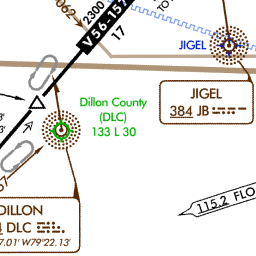 2300
V56-157
17
JIGEL
JIGEL
384 JB
Dillon County
(DLC)
133 L 30
115.2 FLO
DILLON
DLC
W79°22.13'